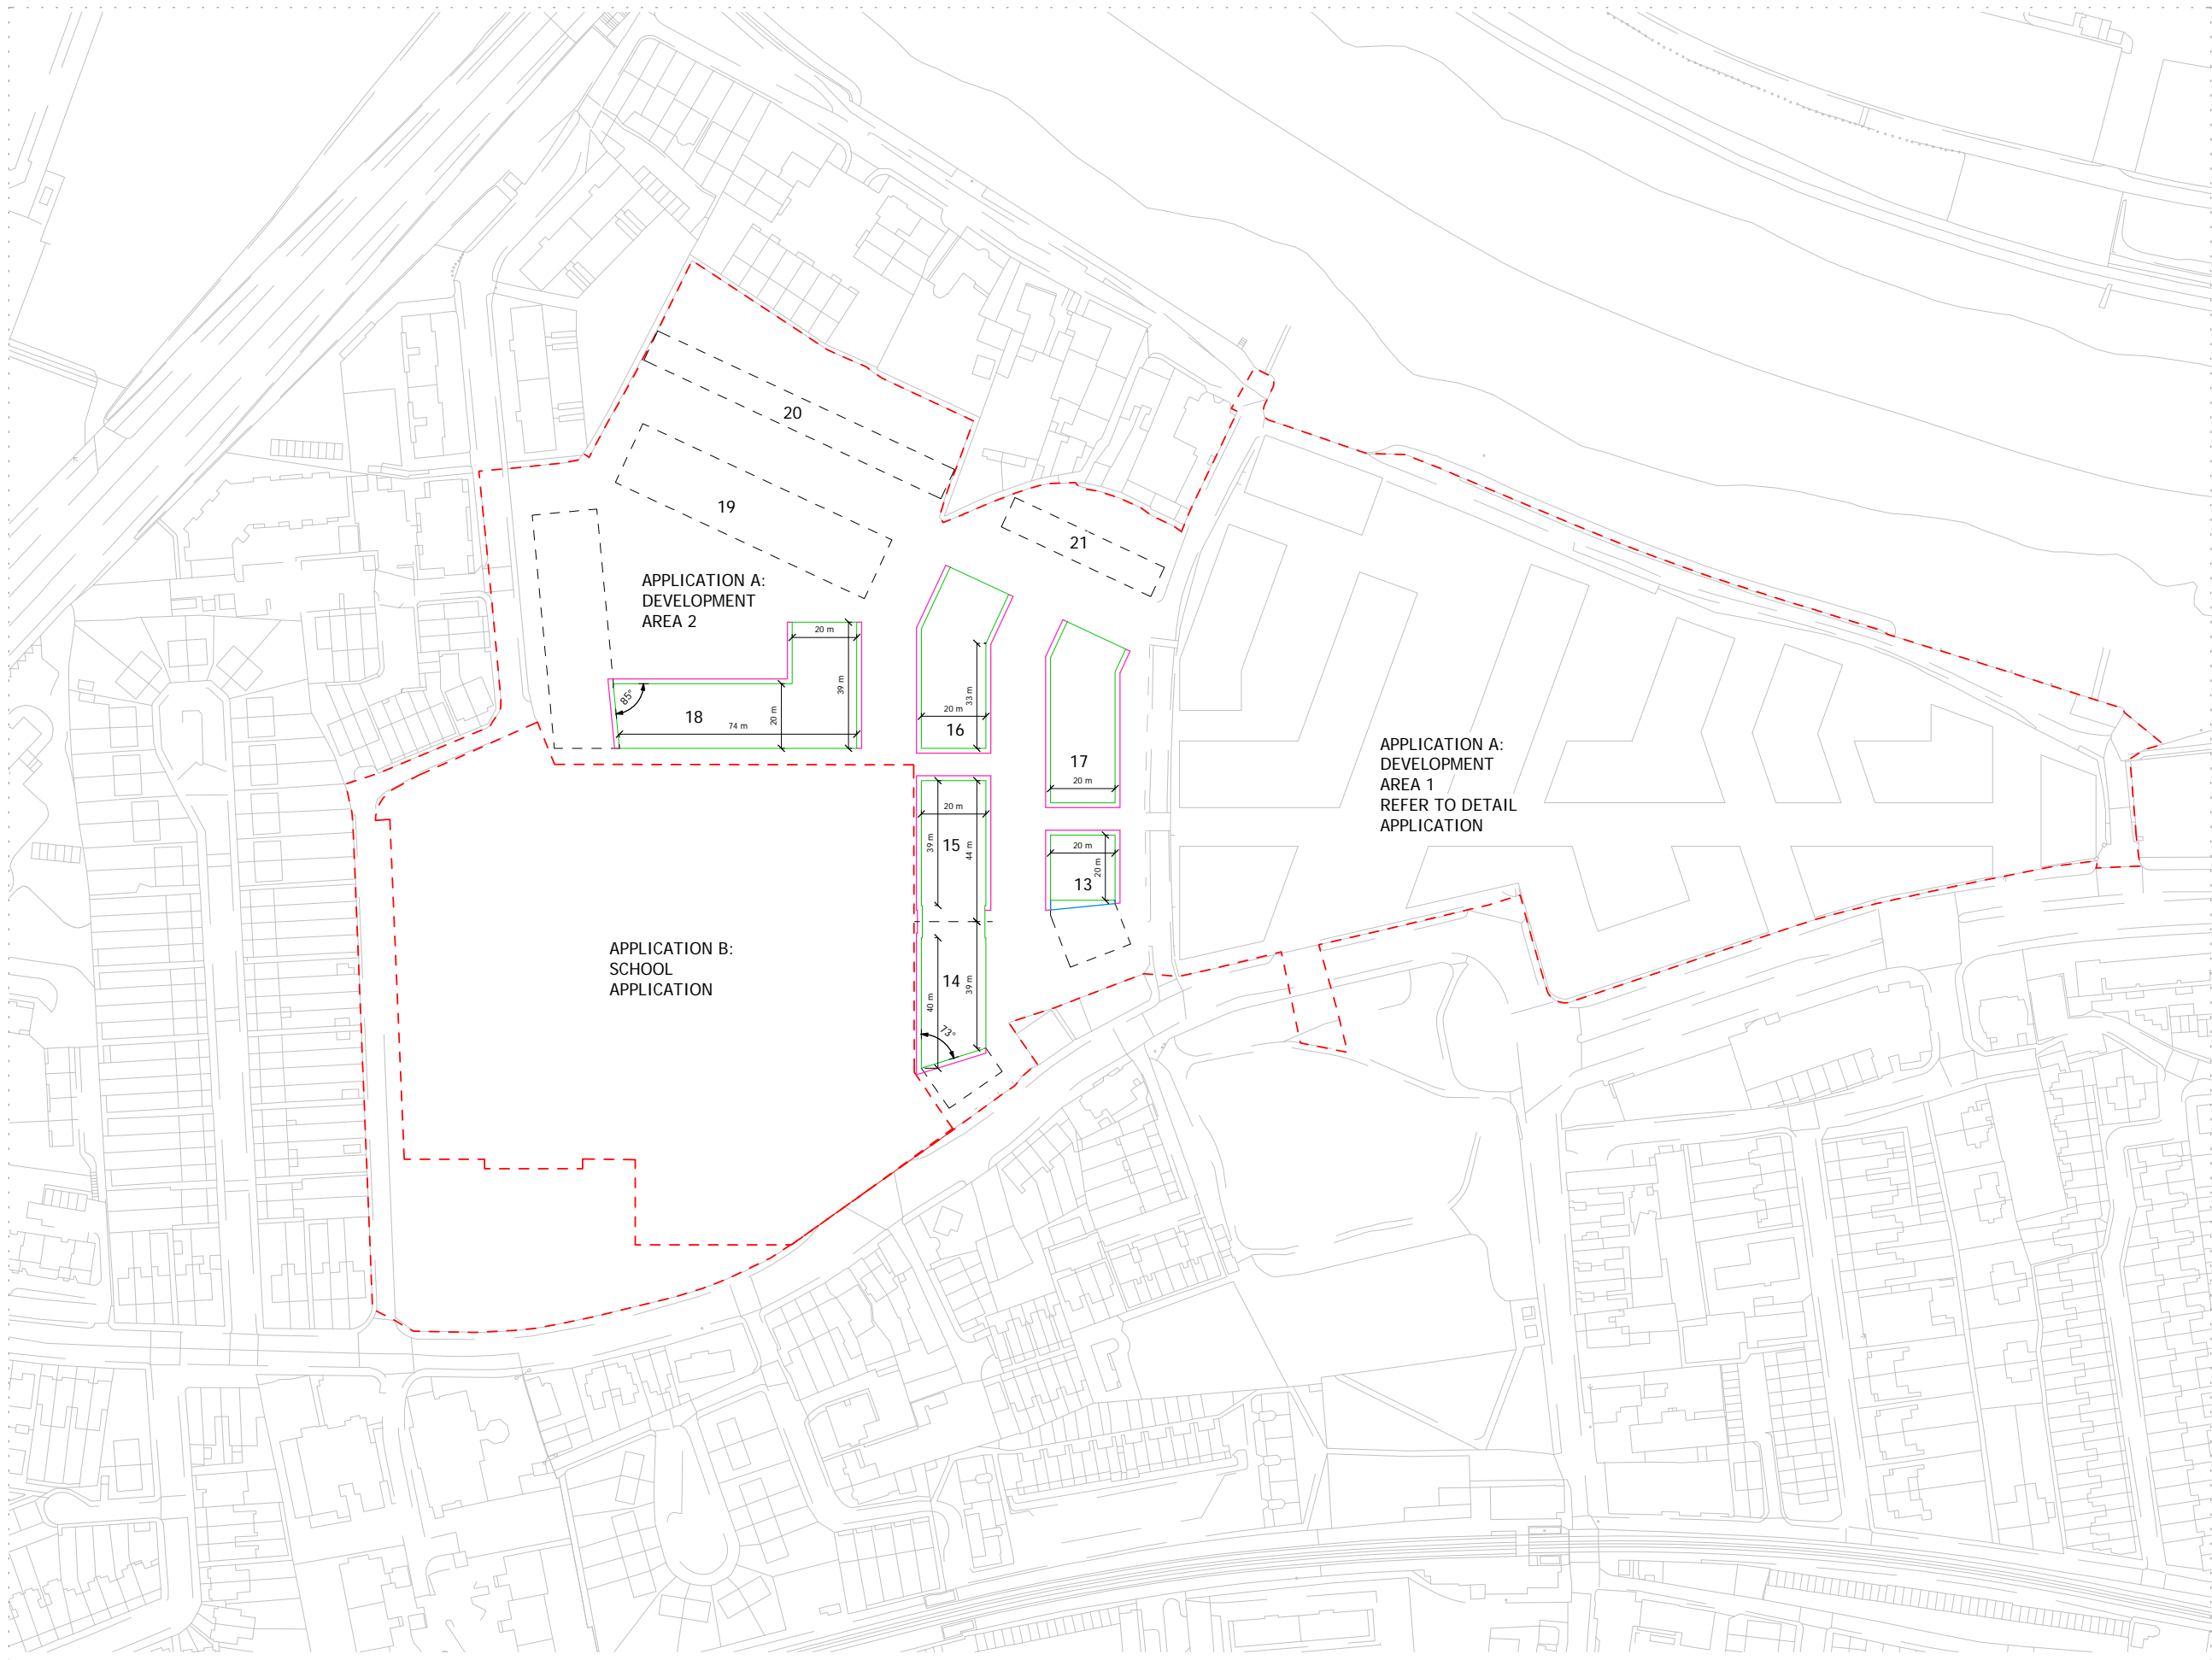 20
19
21
APPLICATION A:
DEVELOPMENT
AREA 2
20 m
39 m
33 m
85°
18
20 m
74 m
20 m
16
17
20 m
APPLICATION A:
DEVELOPMENT
AREA 1
REFER TO DETAIL
APPLICATION
20 m
39 m
15
44 m
20 m
20 m
13
APPLICATION B:
SCHOOL
APPLICATION
14
40 m
39 m
73°